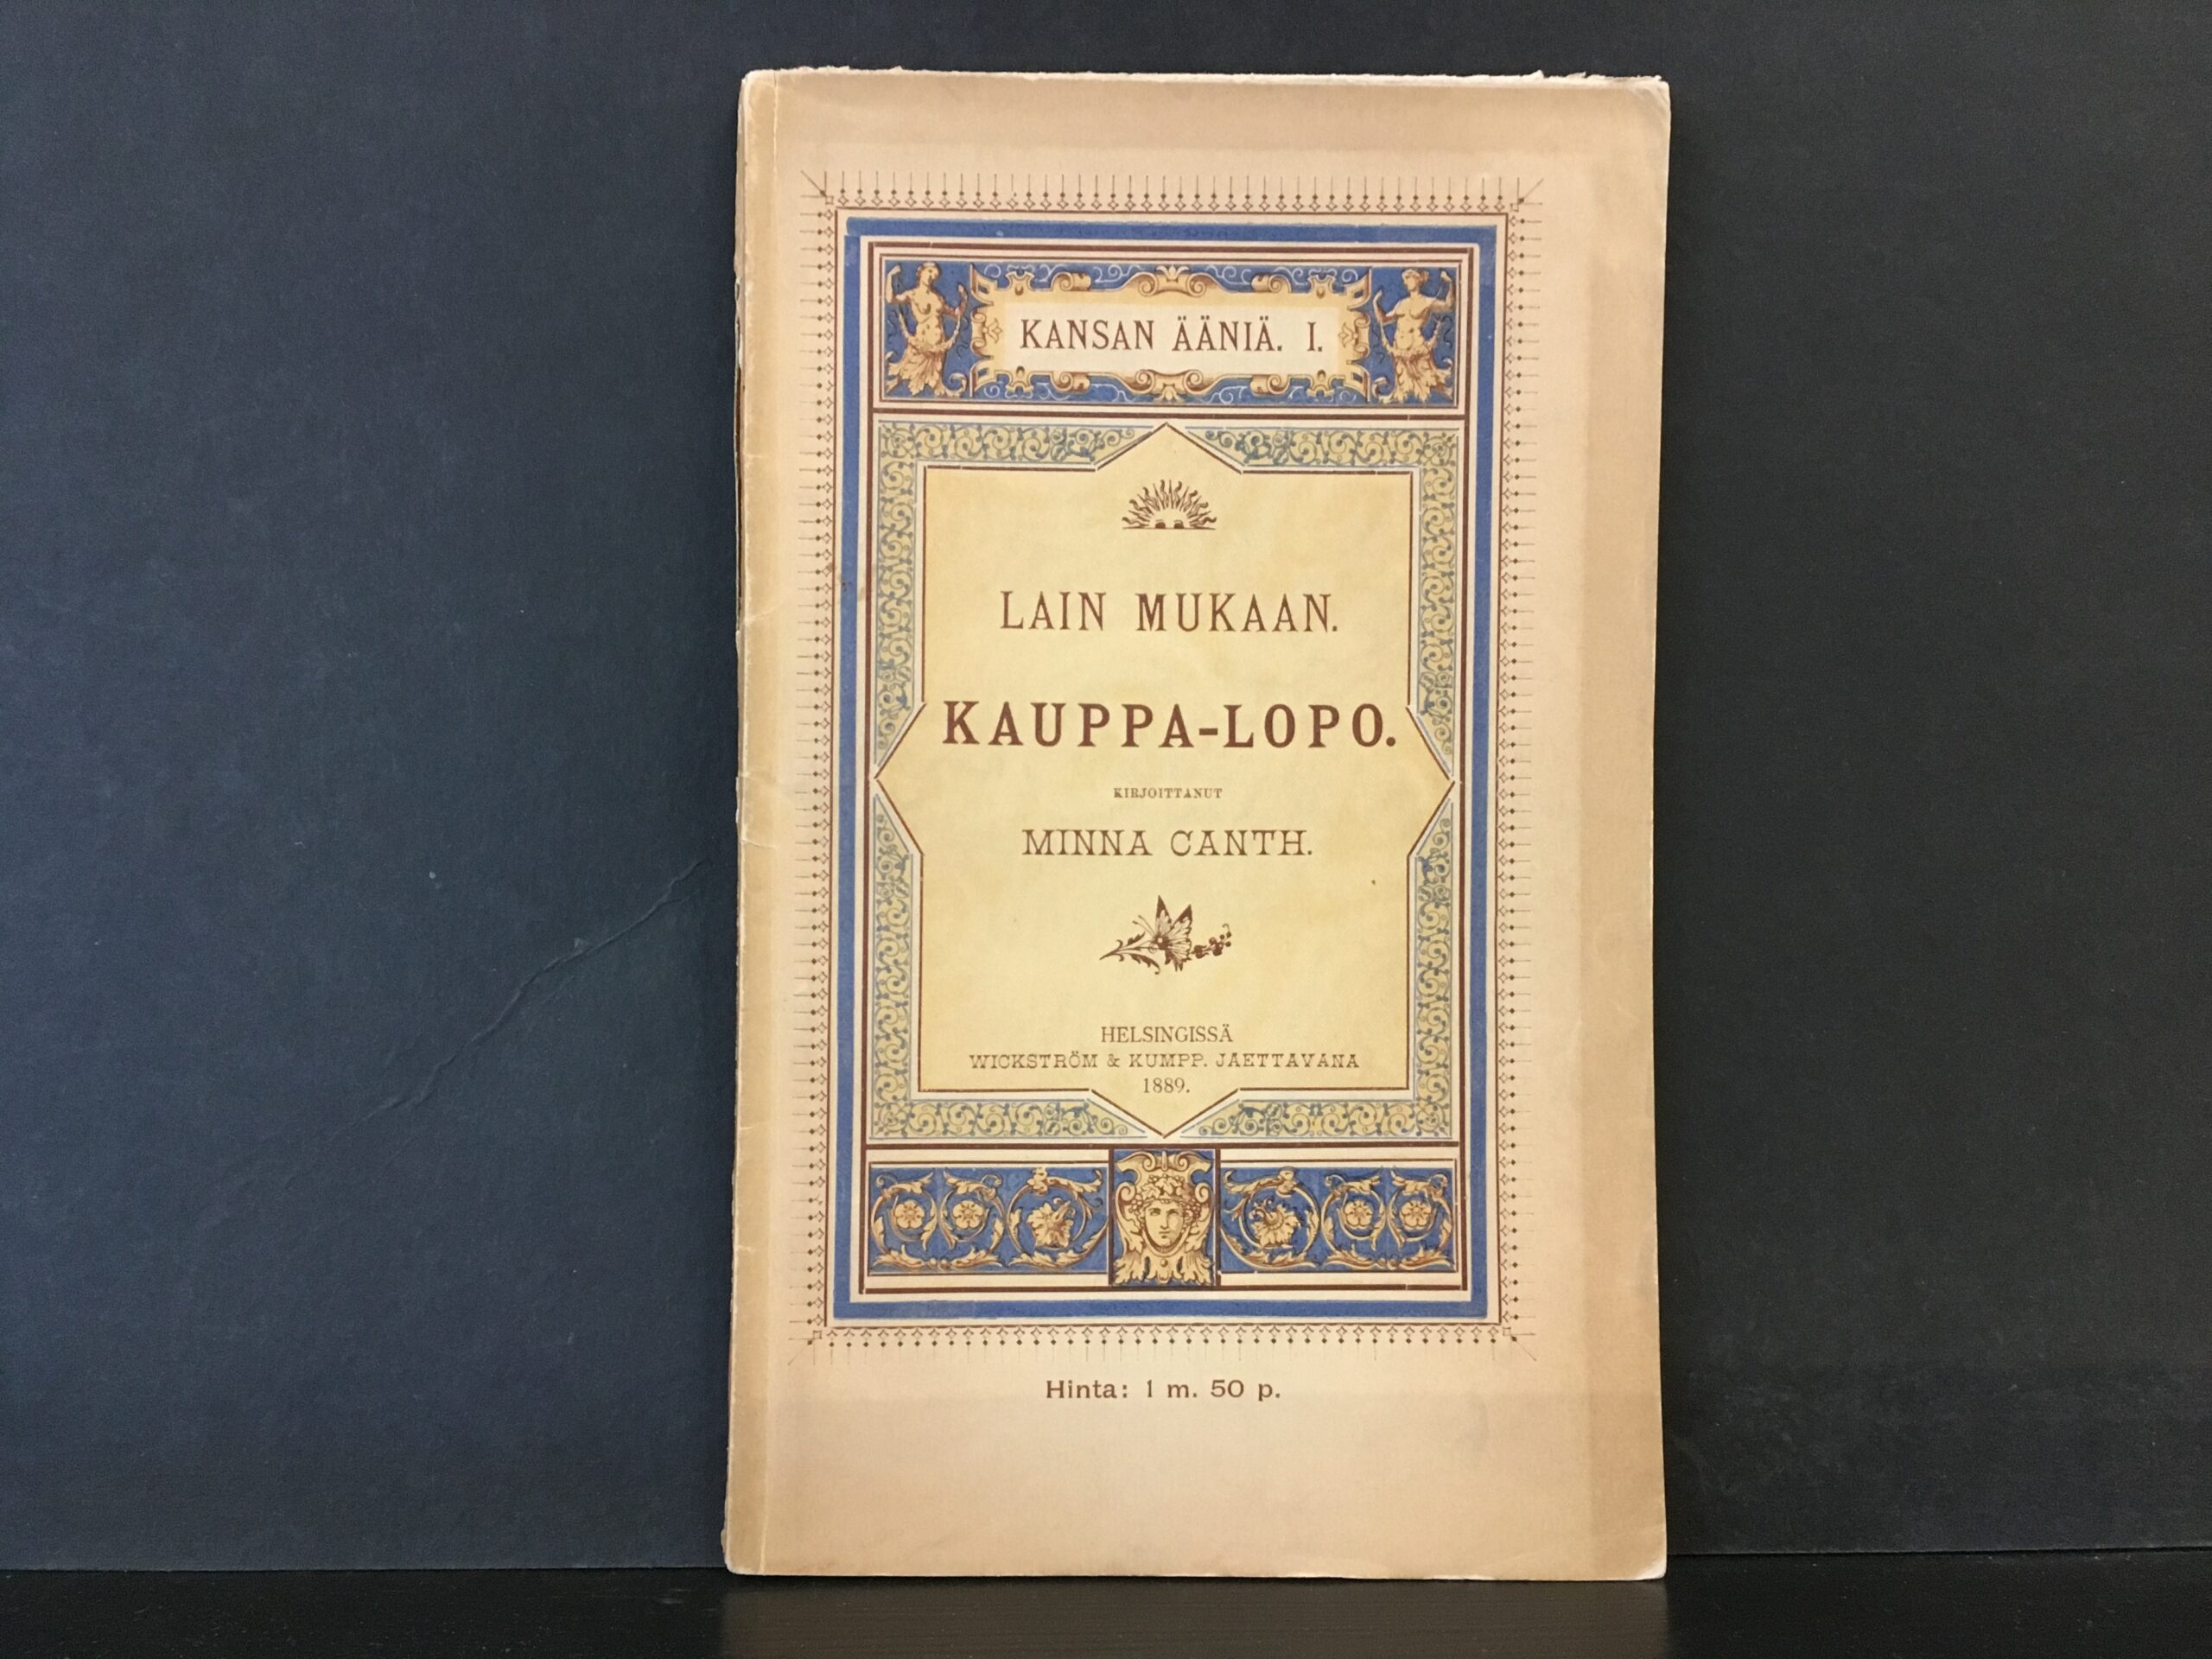 KANSAN ÄÄNIÄ. I.
LAIN MUKAAN.
KAUPPA-LOPO.
KIRJOITTANUT
MINNA CANTH.
HELSINGISSÄ
WICKSTRÖM & KUMPP. JAETTAVANA
1889.
Hinta: 1 m. 50 p.